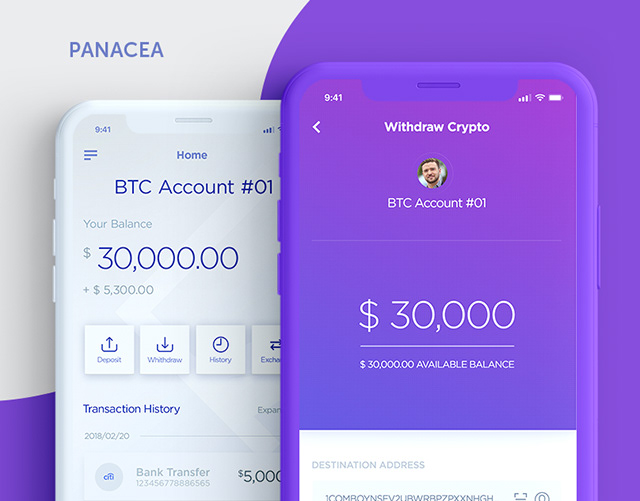 PANACEA
9:41
Home
BTC Account #01
Your Balance
$ 30,000.00
+ $ 5,300.00
Deposit
Whithdraw
History
Exchan
Transaction History
Expan
2018/02/20
citi
Bank Transfer
123456778886565
$5,000
9:41
Withdraw Crypto
BTC Account #01
$ 30,000
$ 30,000.00 AVAILABLE BALANCE
DESTINATION ADDRESS